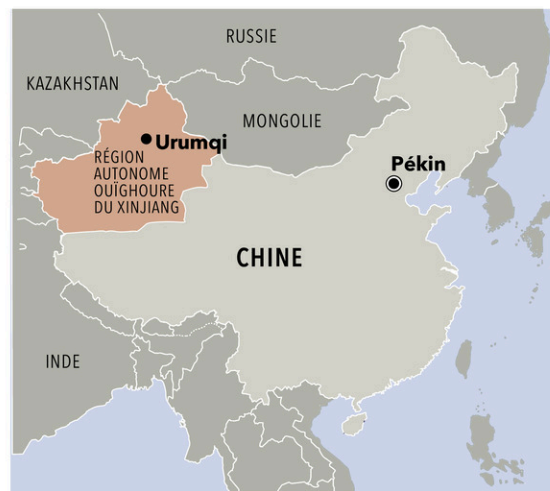 RUSSIE
KAZAKHSTAN
MONGOLIE
Urumqi
RÉGION
AUTONOME
OUÏGHOURE
DU XINJIANG
Pékin
CHINE
INDE